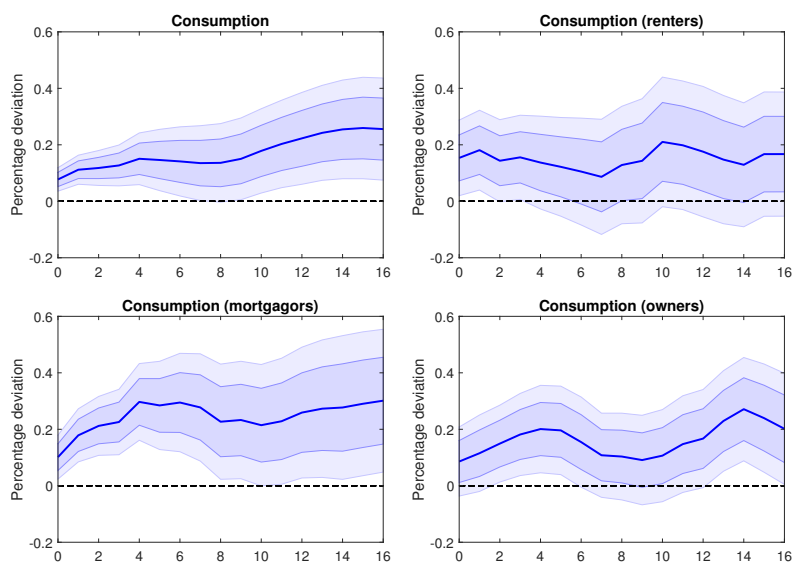 Consumption
Percentage deviation
0.6
0.4
0.2
0
-0.2
0 2 4 6 8 10 12 14 16
Consumption (renters)
Percentage deviation
0.6
0.4
0.2
0
-0.2
0 2 4 6 8 10 12 14 16
Consumption (mortgagors)
Percentage deviation
0.6
0.4
0.2
0
-0.2
0 2 4 6 8 10 12 14 16
Consumption (owners)
Percentage deviation
0.6
0.4
0.2
0
-0.2
0 2 4 6 8 10 12 14 16